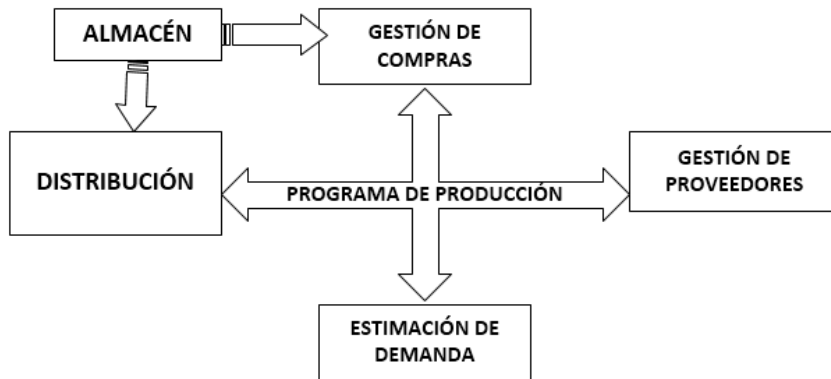 ALMACÉN
GESTIÓN DE
COMPRAS
DISTRIBUCIÓN
PROGRAMA DE PRODUCCIÓN
GESTIÓN DE
PROVEEDORES
ESTIMACIÓN DE
DEMANDA